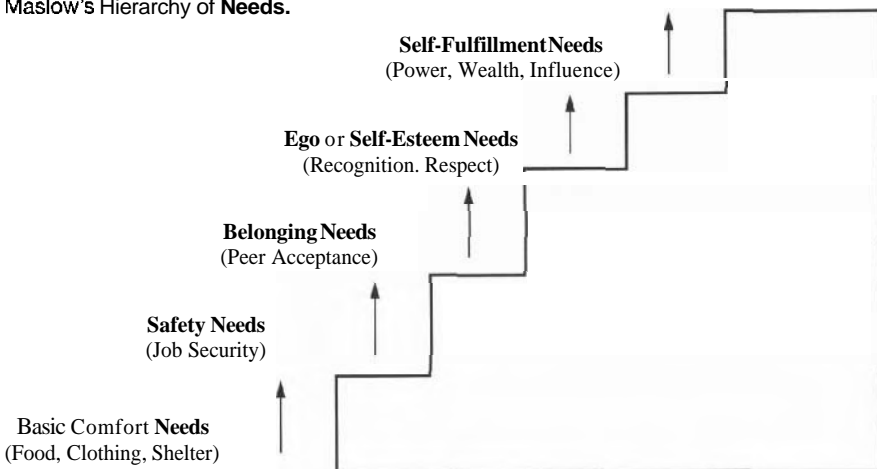 Maslow's Hierarchy of Needs.
Self-Fulfillment Needs
(Power, Wealth, Influence)
Ego or Self-Esteem Needs
(Recognition. Respect)
Belonging Needs
(Peer Acceptance)
Safety Needs
(Job Security)
Basic Comfort Needs
(Food, Clothing, Shelter)